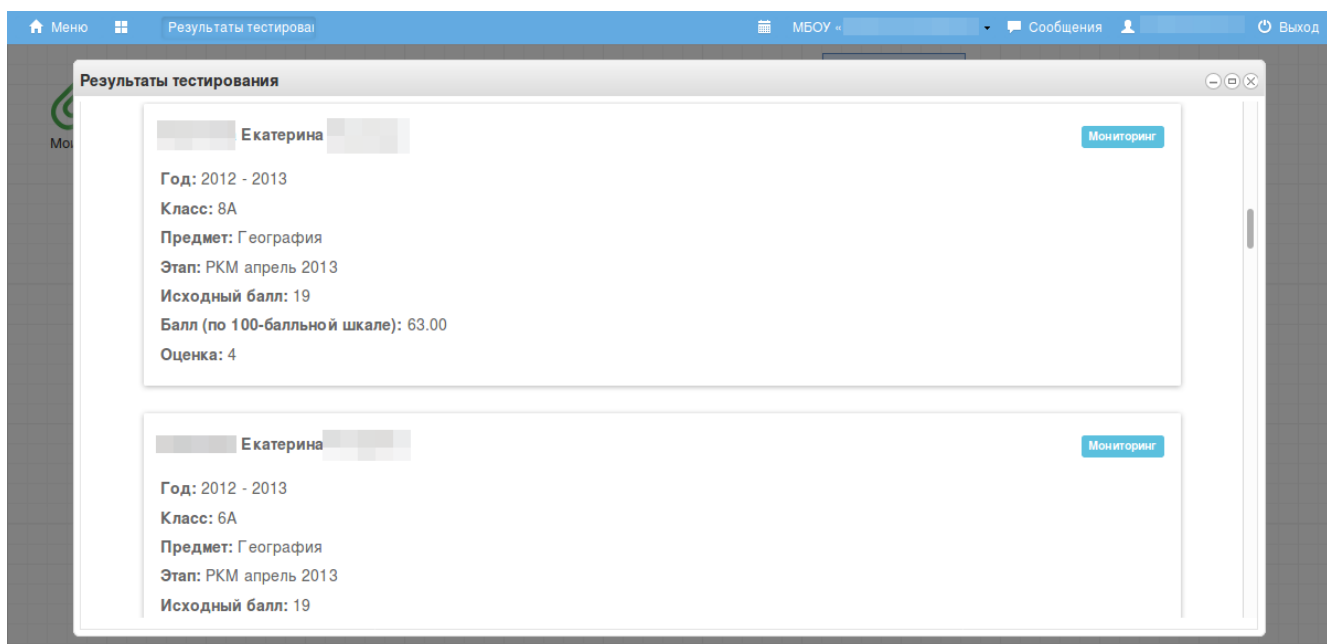 Меню Результаты тестирова МБОУ « Сообщения Выход
Результаты тестирования
Екатерина Мониторинг
Год: 2012 - 2013
Класс: 8А
Предмет: География
Этап: РКМ апрель 2013
Исходный балл: 19
Балл (по 100-балльной шкале): 63.00
Оценка: 4
Екатерина Мониторинг
Год: 2012 - 2013
Класс: 6А
Предмет: География
Этап: РКМ апрель 2013
Исходный балл: 19